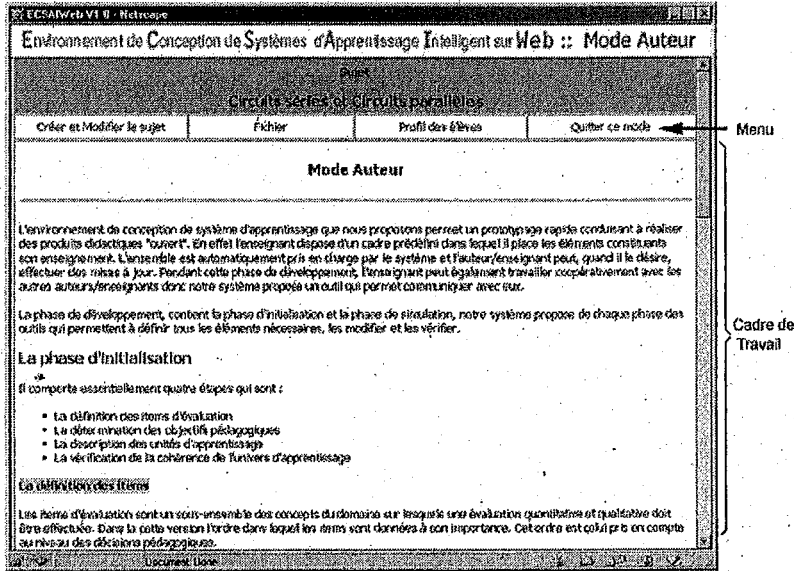 ECSAIWeb V1.0 - Netscape
Environnement de Conception de Systèmes d'Apprentissage Intelligent sur Web :: Mode Auteur
Sujet
Circuits séries et Circuits parallèles
Créer et Modifier le sujet Fichier Profil des élèves Quitter ce mode Menu
Mode Auteur
L'environnement de conception de système d'apprentissage que nous proposons permet un prototypage rapide conduisant à réaliser
des produits didactiques "ouvert". En effet l'enseignant dispose d'un cadre prédéfini dans lequel il place les éléments constituants
son enseignement. L'ensemble est automatiquement pris en charge par le système et l'auteur/enseignant peut, quand il le désire,
effectuer des mises à jour. Pendant cette phase de développement, l'enseignant peut également travailler coopérativement avec les
autres auteurs/enseignants donc notre système propose un outil qui permet communiquer avec eux.
La phase de développement, contient la phase d'initialisation et la phase de simulation, notre système propose de chaque phase des
outils qui permettent à définir tous les éléments nécessaires, les modifier et les vérifier.
Cadre de
Travail
La phase d'initialisation
Il comporte essentiellement quatre étapes qui sont :
• La définition des items d'évaluation
• La détermination des objectifs pédagogiques
• La description des unités d'apprentissage
• La vérification de la cohérence de l'univers d'apprentissage
La définition des items
Les items d'évaluation sont un sous-ensemble des concepts du domaine sur lesquels une évaluation quantitative et qualitative doit
être effectuée. Dans la cette version l'ordre dans lequel les items sont données à son importance. Cet ordre est celui pris en compte
au niveau des décisions pédagogiques.
Document: Done